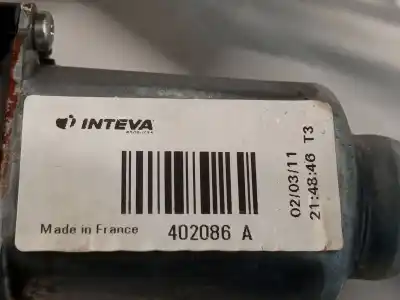 INTEVA
Made in France
402086 A
02/03/11
21:48:46 T3